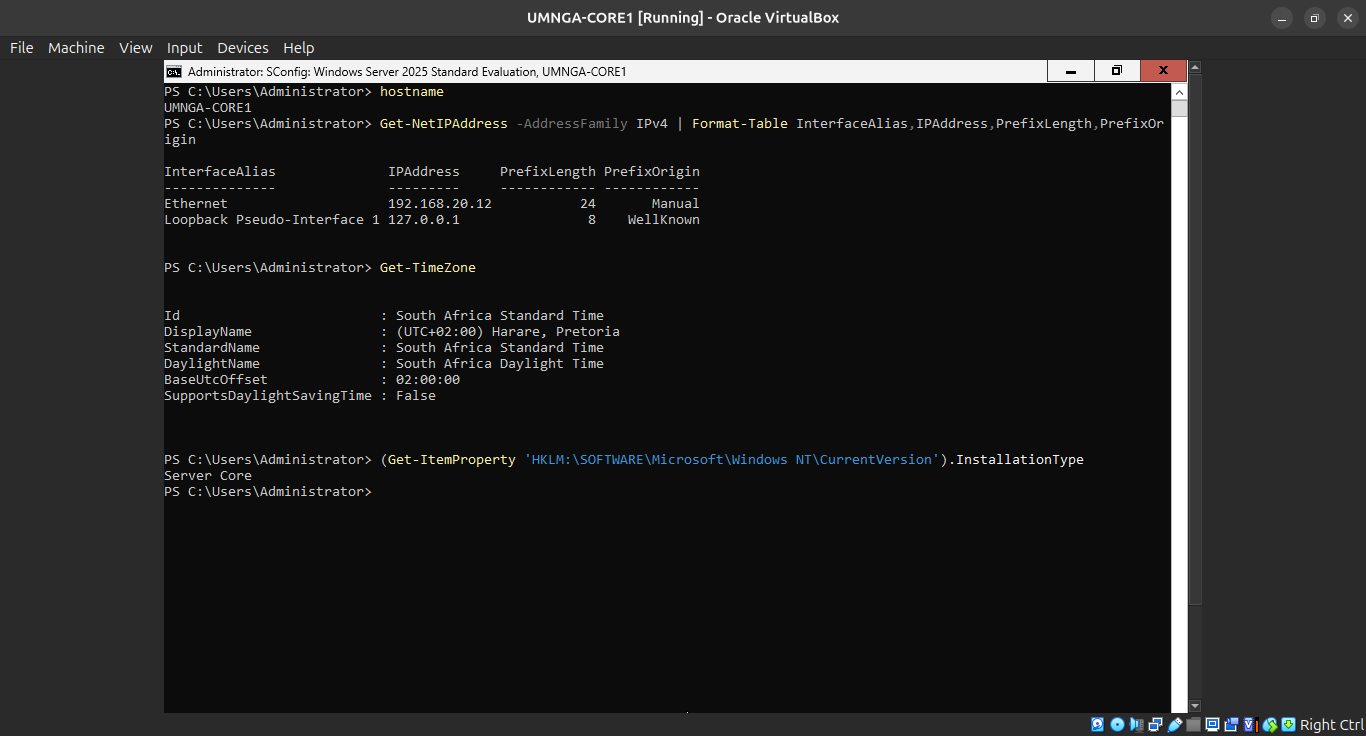 UMNGA-CORE1 [Running] - Oracle VirtualBox
File Machine View Input Devices Help
Administrator: SConfig: Windows Server 2025 Standard Evaluation, UMNGA-CORE1
PS C:\Users\Administrator> hostname
UMNGA-CORE1
PS C:\Users\Administrator> Get-NetIPAddress -AddressFamily IPv4 | Format-Table InterfaceAlias,IPAddress,PrefixLength,PrefixOr
igin
InterfaceAlias IPAddress PrefixLength PrefixOrigin
-------------- --------- ------------ ------------
Ethernet 192.168.20.12 24 Manual
Loopback Pseudo-Interface 1 127.0.0.1 8 WellKnown
PS C:\Users\Administrator> Get-TimeZone
Id : South Africa Standard Time
DisplayName : (UTC+02:00) Harare, Pretoria
StandardName : South Africa Standard Time
DaylightName : South Africa Daylight Time
BaseUtcOffset : 02:00:00
SupportsDaylightSavingTime : False
PS C:\Users\Administrator> (Get-ItemProperty 'HKLM:\SOFTWARE\Microsoft\Windows NT\CurrentVersion').InstallationType
Server Core
PS C:\Users\Administrator>
Right Ctrl